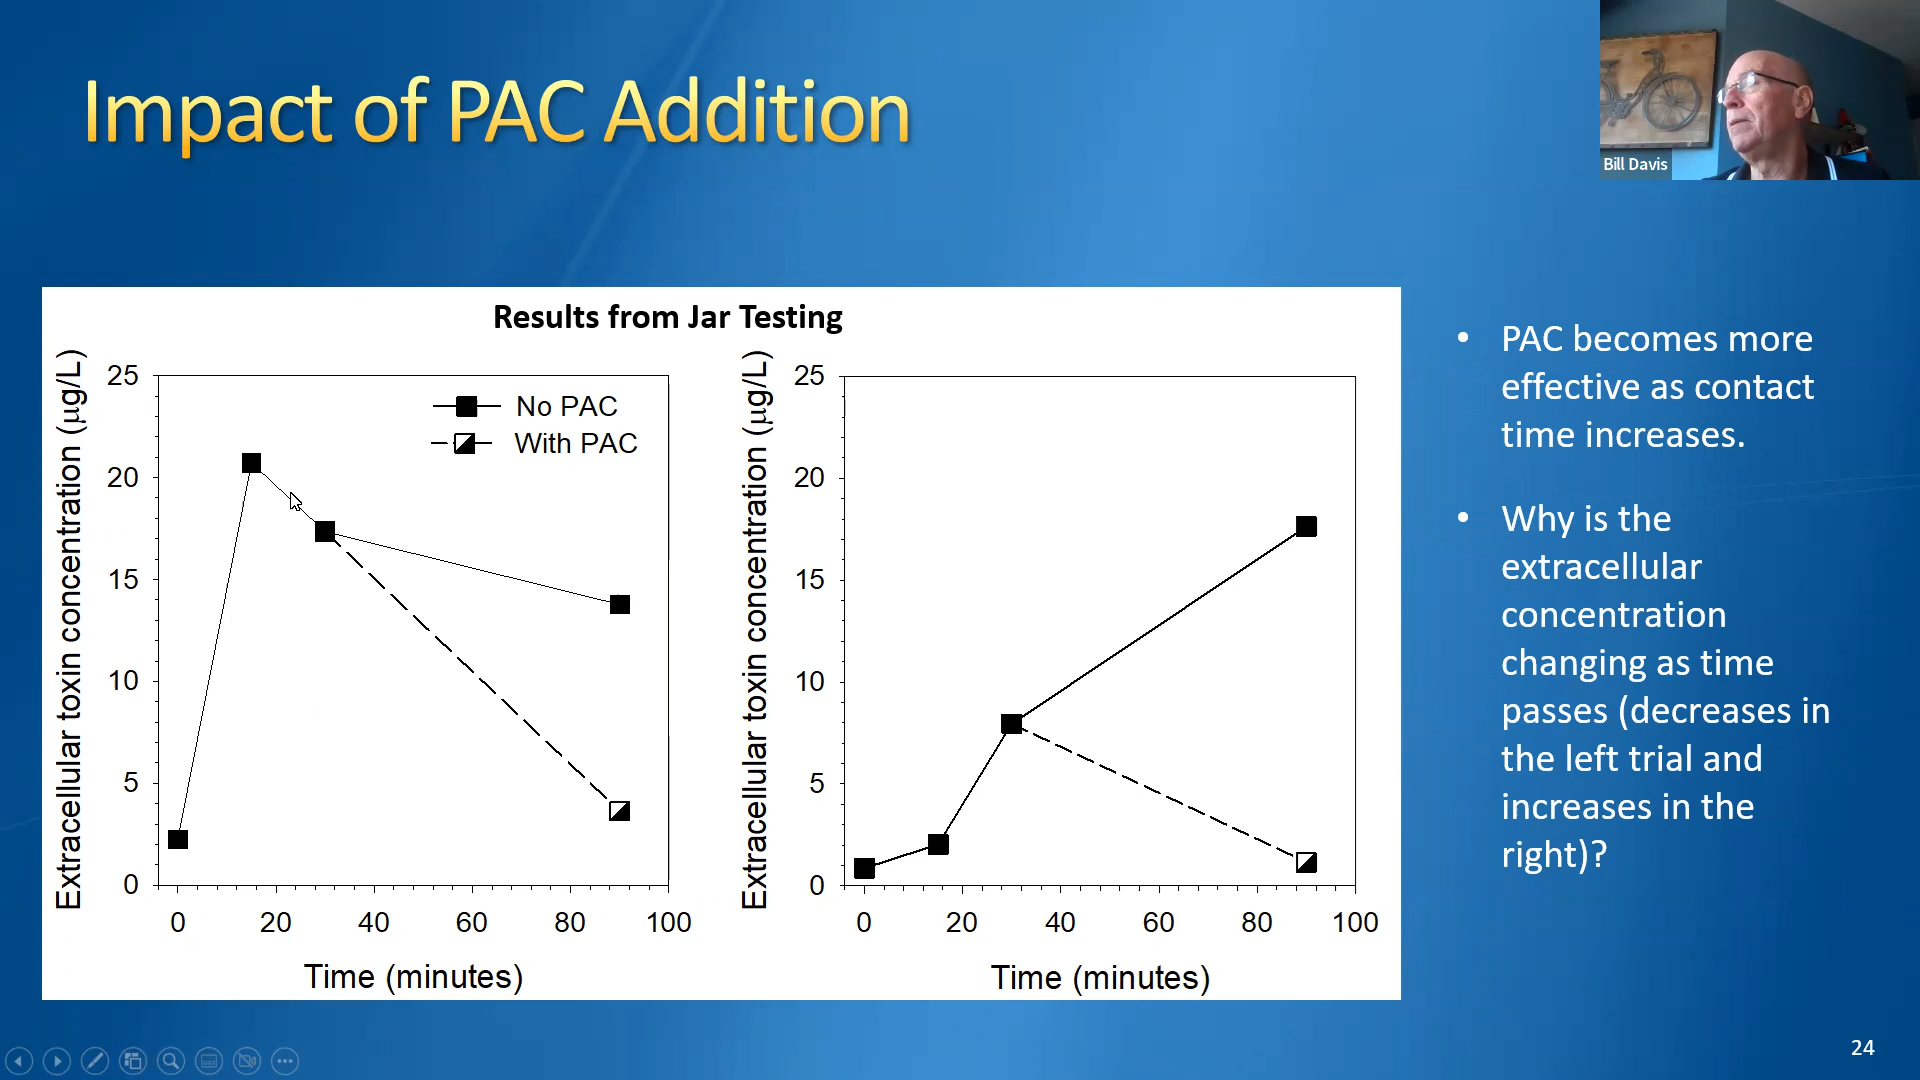 Impact of PAC Addition
Bill Davis
Results from Jar Testing
Extracellular toxin concentration (µg/L)
25
20
15
10
5
0
No PAC
With PAC
0 20 40 60 80 100
Time (minutes)
Extracellular toxin concentration (µg/L)
25
20
15
10
5
0
0 20 40 60 80 100
Time (minutes)
• PAC becomes more
effective as contact
time increases.
• Why is the
extracellular
concentration
changing as time
passes (decreases in
the left trial and
increases in the
right)?
24